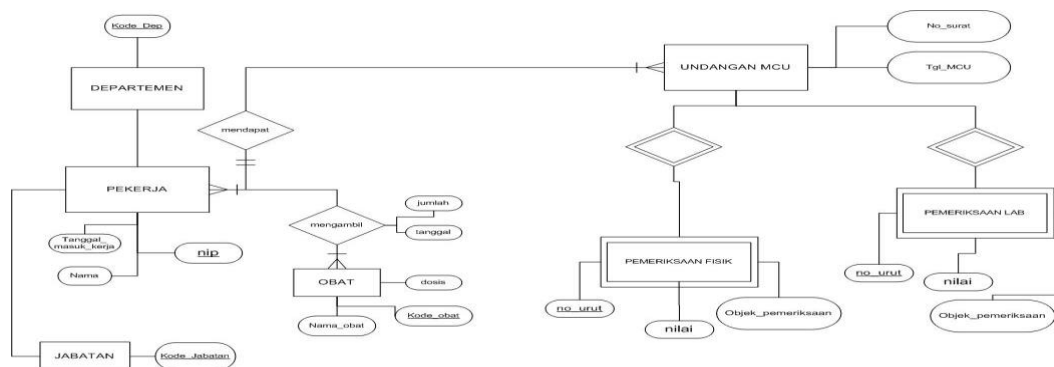 Kode_Dep
DEPARTEMEN
No_surat
UNDANGAN MCU
Tgl_MCU
mendapat
PEKERJA
Tanggal_
masuk_kerja
nip
Nama
jumlah
mengambil
tanggal
OBAT
dosis
Kode_obat
Nama_obat
JABATAN
Kode_Jabatan
PEMERIKSAAN FISIK
no_urut
nilai
Objek_pemeriksaan
PEMERIKSAAN LAB
no_urut
nilai
Objek_pemeriksaan